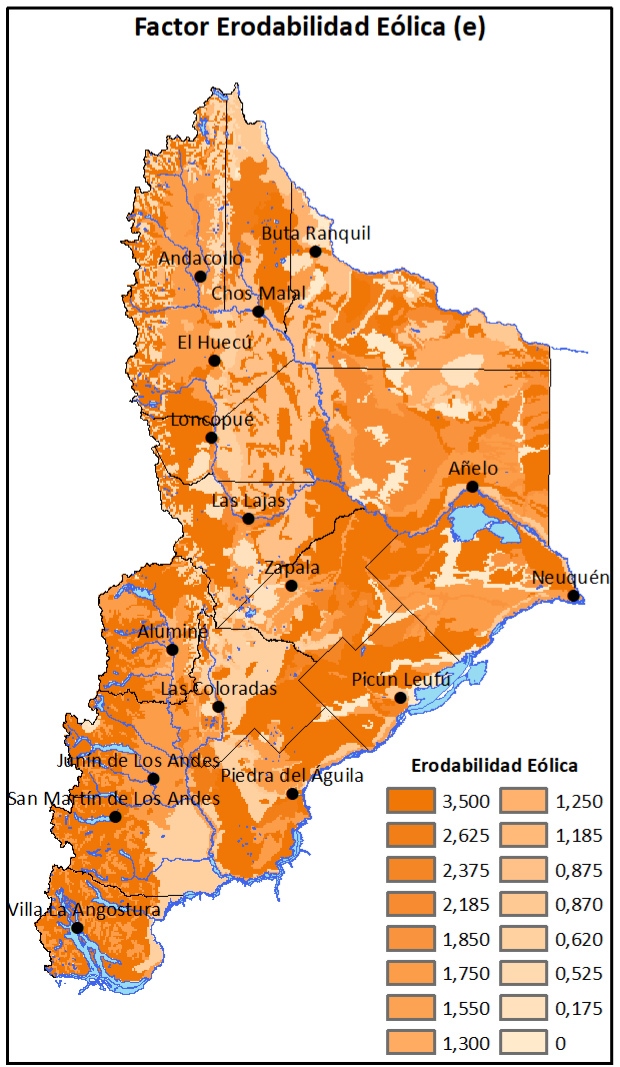 Factor Erodabilidad Eólica (e)
Buta Ranquil
Andacollo
Chos Malal
El Huecú
Loncopué
Añelo
Las Lajas
Zapala
Neuquén
Aluminé
Picún Leufú
Las Coloradas
Junín de Los Andes
Piedra del Águila
San Martín de Los Andes
Villa La Angostura
Erodabilidad Eólica
3,500 1,250
2,625 1,185
2,375 0,875
2,185 0,870
1,850 0,620
1,750 0,525
1,550 0,175
1,300 0